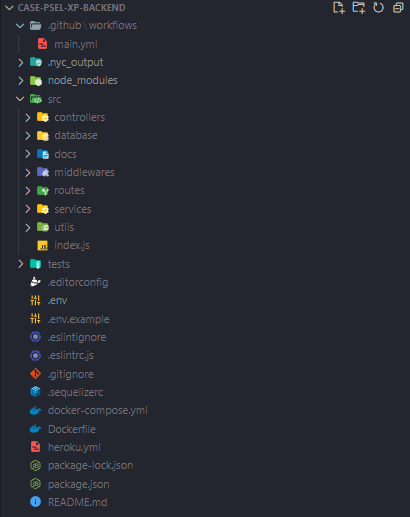 CASE-PSEL-XP-BACKEND
.github \ workflows
main.yml
.nyc_output
node_modules
src
controllers
database
docs
middlewares
routes
services
utils
JS index.js
tests
.editorconfig
.env
.env.example
.eslintignore
.eslintrc.js
.gitignore
.sequelizerc
docker-compose.yml
Dockerfile
heroku.yml
package-lock.json
package.json
README.md